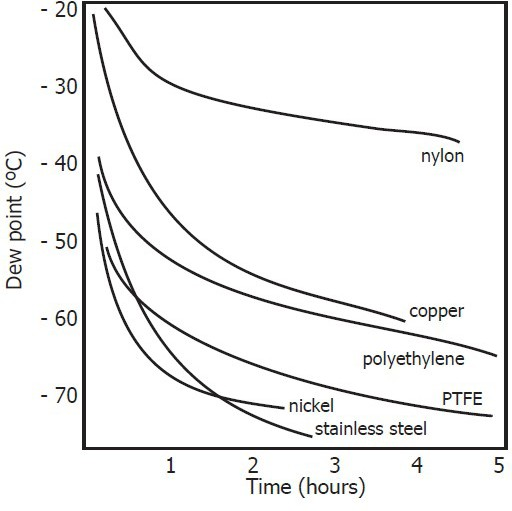 - 20
- 30
- 40
- 50
- 60
- 70
Dew point (ºC)
nylon
copper
polyethylene
PTFE
nickel
stainless steel
1 2 3 4 5
Time (hours)